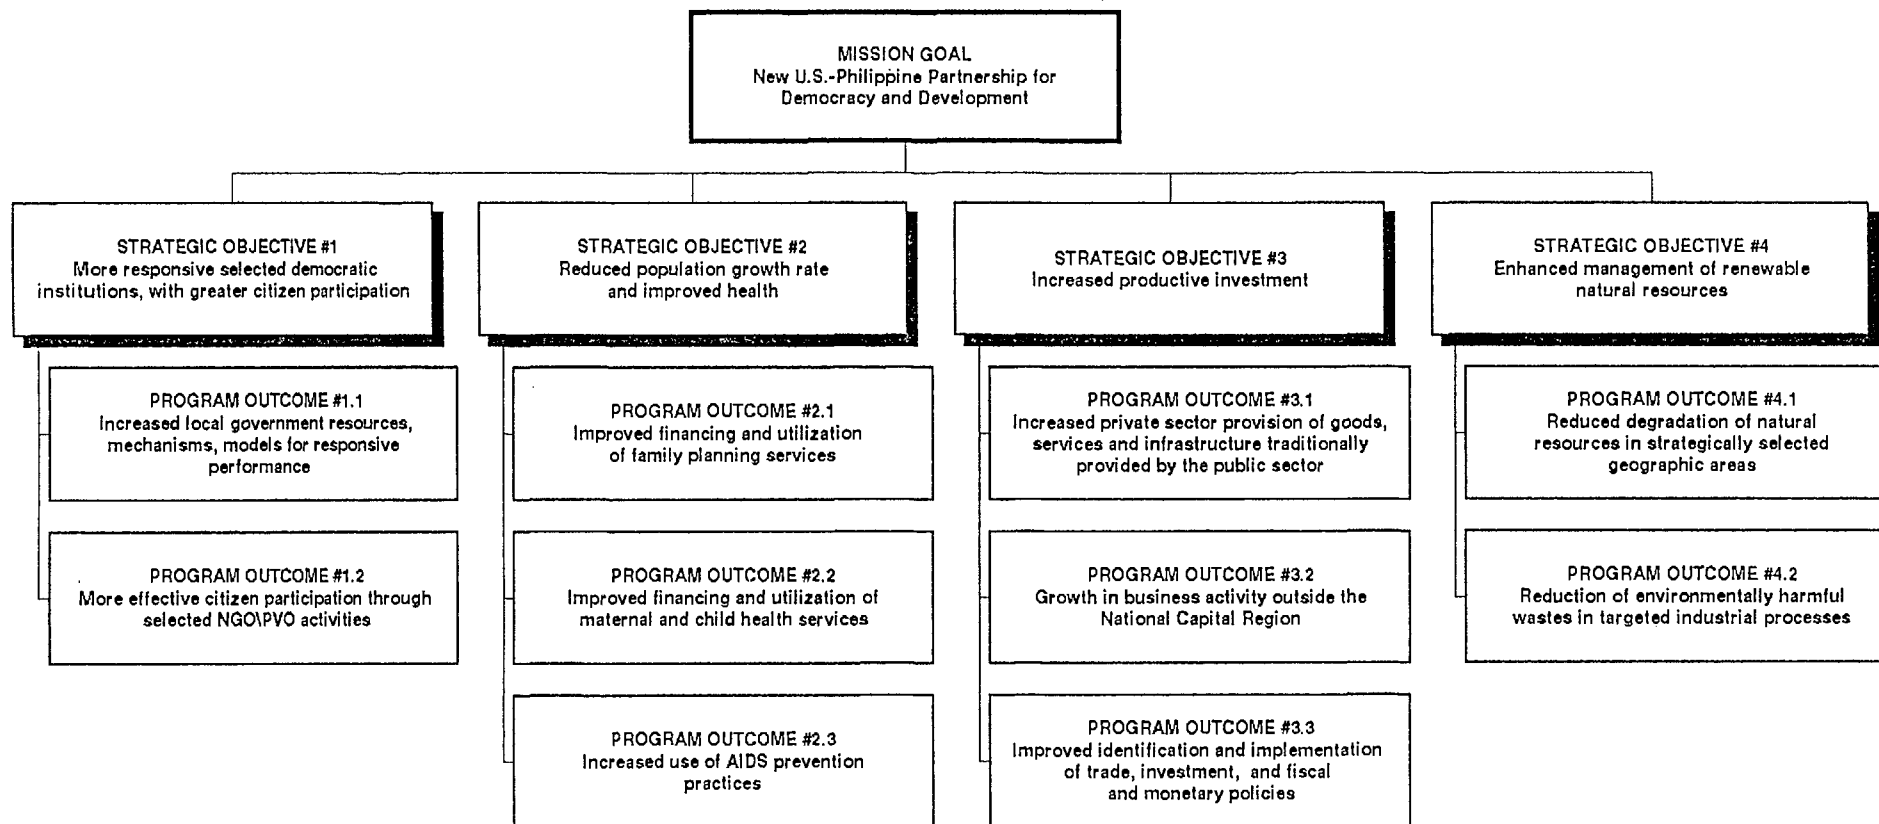 MISSION GOAL
New U.S.-Philippine Partnership for
Democracy and Development
STRATEGIC OBJECTIVE #1
More responsive selected democratic
institutions, with greater citizen participation
STRATEGIC OBJECTIVE #2
Reduced population growth rate
and improved health
STRATEGIC OBJECTIVE #3
Increased productive investment
STRATEGIC OBJECTIVE #4
Enhanced management of renewable
natural resources
PROGRAM OUTCOME #1.1
Increased local government resources,
mechanisms, models for responsive
performance
PROGRAM OUTCOME #2.1
Improved financing and utilization
of family planning services
PROGRAM OUTCOME #3.1
Increased private sector provision of goods,
services and infrastructure traditionally
provided by the public sector
PROGRAM OUTCOME #4.1
Reduced degradation of natural
resources in strategically selected
geographic areas
PROGRAM OUTCOME #1.2
More effective citizen participation through
selected NGO\PVO activities
PROGRAM OUTCOME #2.2
Improved financing and utilization of
maternal and child health services
PROGRAM OUTCOME #3.2
Growth in business activity outside the
National Capital Region
PROGRAM OUTCOME #4.2
Reduction of environmentally harmful
wastes in targeted industrial processes
PROGRAM OUTCOME #2.3
Increased use of AIDS prevention
practices
PROGRAM OUTCOME #3.3
Improved identification and implementation
of trade, investment, and fiscal
and monetary policies